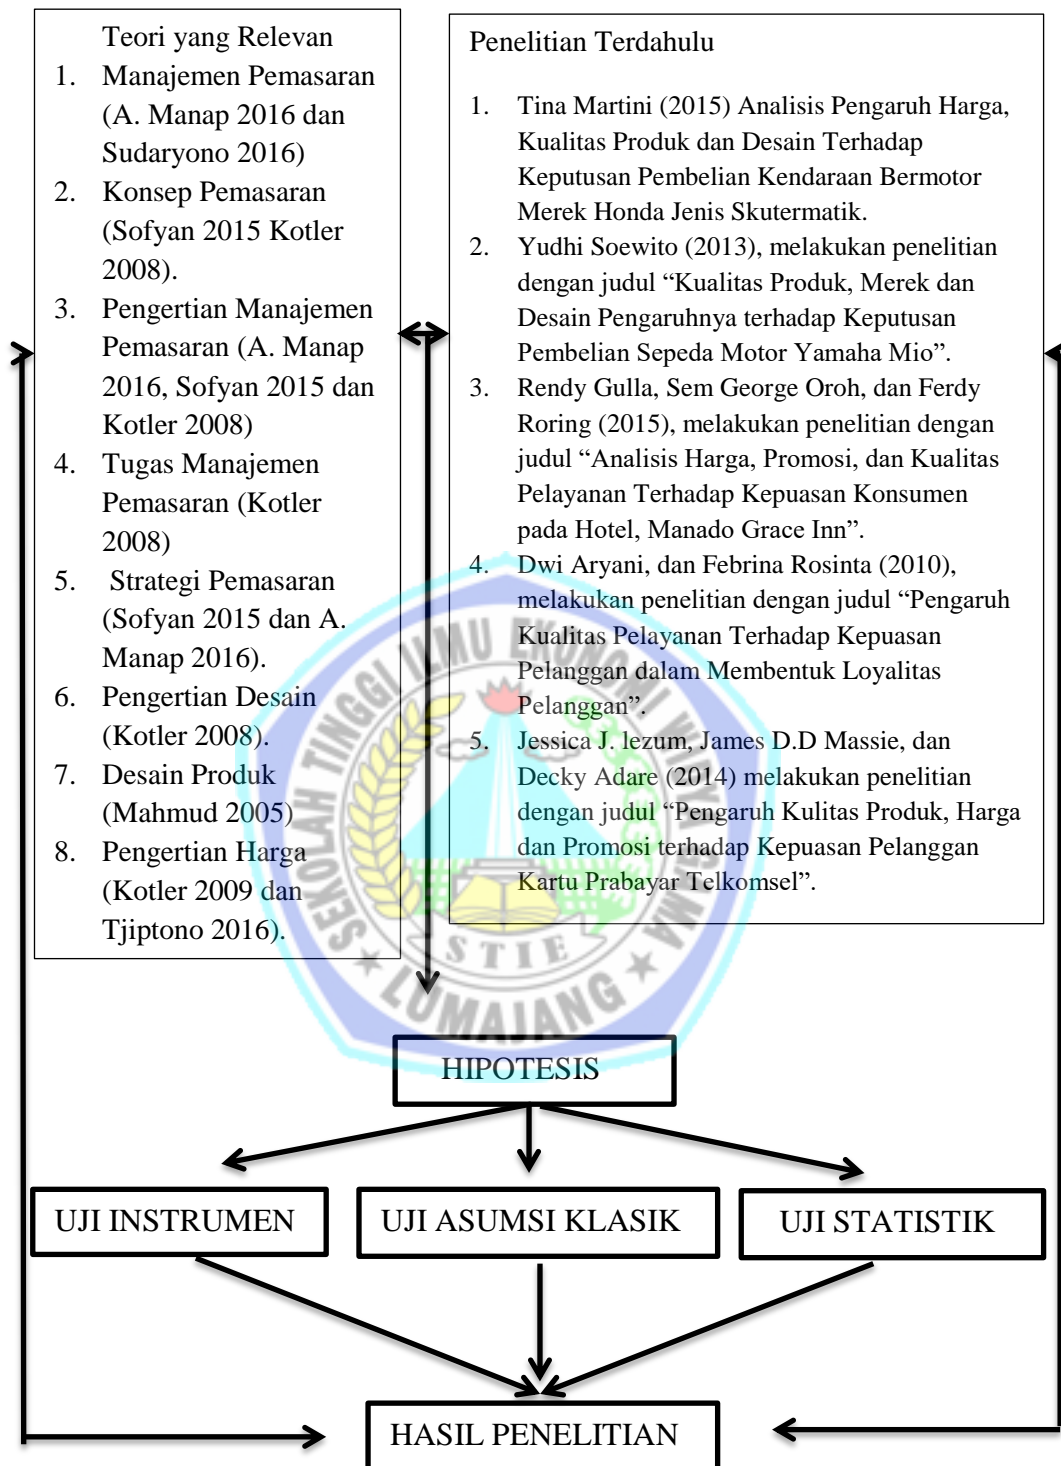 Teori yang Relevan
1. Manajemen Pemasaran
(A. Manap 2016 dan
Sudaryono 2016)
2. Konsep Pemasaran
(Sofyan 2015 Kotler
2008).
3. Pengertian Manajemen
Pemasaran (A. Manap
2016, Sofyan 2015 dan
Kotler 2008)
4. Tugas Manajemen
Pemasaran (Kotler
2008)
5. Strategi Pemasaran
(Sofyan 2015 dan A.
Manap 2016).
6. Pengertian Desain
(Kotler 2008).
7. Desain Produk
(Mahmud 2005)
8. Pengertian Harga
(Kotler 2009 dan
Tjiptono 2016).
Penelitian Terdahulu
1. Tina Martini (2015) Analisis Pengaruh Harga,
Kualitas Produk dan Desain Terhadap
Keputusan Pembelian Kendaraan Bermotor
Merek Honda Jenis Skutermatik.
2. Yudhi Soewito (2013), melakukan penelitian
dengan judul “Kualitas Produk, Merek dan
Desain Pengaruhnya terhadap Keputusan
Pembelian Sepeda Motor Yamaha Mio”.
3. Rendy Gulla, Sem George Oroh, dan Ferdy
Roring (2015), melakukan penelitian dengan
judul “Analisis Harga, Promosi, dan Kualitas
Pelayanan Terhadap Kepuasan Konsumen
pada Hotel, Manado Grace Inn”.
4. Dwi Aryani, dan Febrina Rosinta (2010),
melakukan penelitian dengan judul “Pengaruh
Kualitas Pelayanan Terhadap Kepuasan
Pelanggan dalam Membentuk Loyalitas
Pelanggan”.
5. Jessica J. lezum, James D.D Massie, dan
Decky Adare (2014) melakukan penelitian
dengan judul “Pengaruh Kulitas Produk, Harga
dan Promosi terhadap Kepuasan Pelanggan
Kartu Prabayar Telkomsel”.
SEKOLAH TINGGI ILMU EKONOMI WIDYA GAMA
STIE
LUMAJANG
HIPOTESIS
UJI INSTRUMEN
UJI ASUMSI KLASIK
UJI STATISTIK
HASIL PENELITIAN